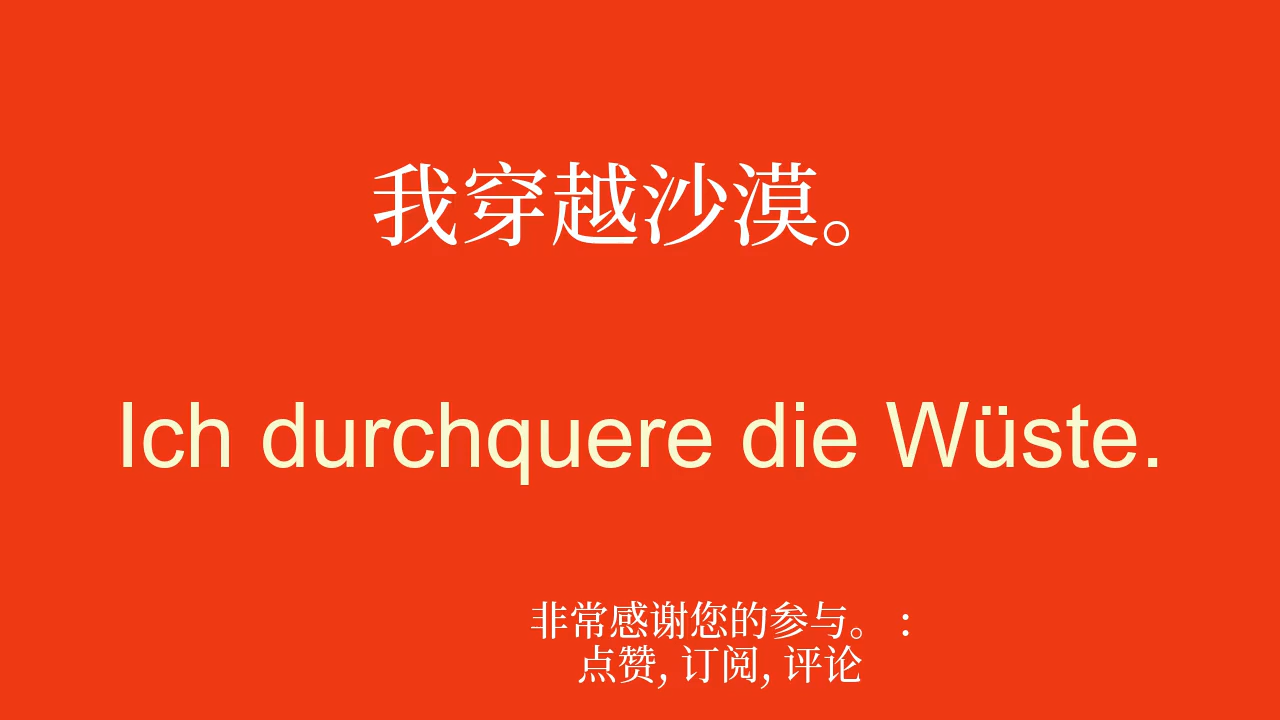 我穿越沙漠。
Ich durchquere die Wüste.
非常感谢您的参与。 :
点赞, 订阅, 评论